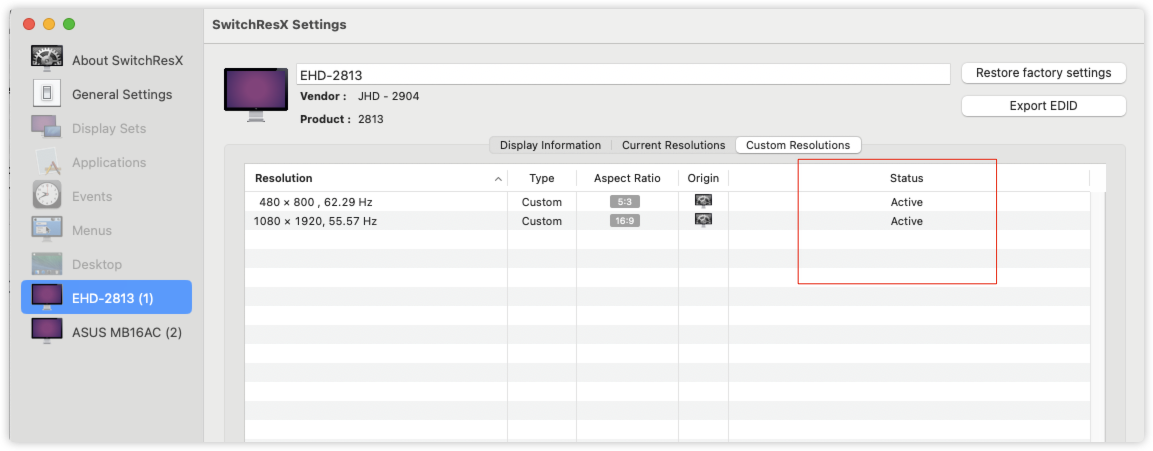 SwitchResX Settings
About SwitchResX
General Settings
Display Sets
Applications
Events
Menus
Desktop
EHD-2813 (1)
ASUS MB16AC (2)
EHD-2813
Restore factory settings
Vendor : JHD - 2904
Export EDID
Product : 2813
Display Information Current Resolutions Custom Resolutions
Resolution Type Aspect Ratio Origin Status
480 × 800 , 62.29 Hz Custom 5:3 Active
1080 × 1920, 55.57 Hz Custom 16:9 Active